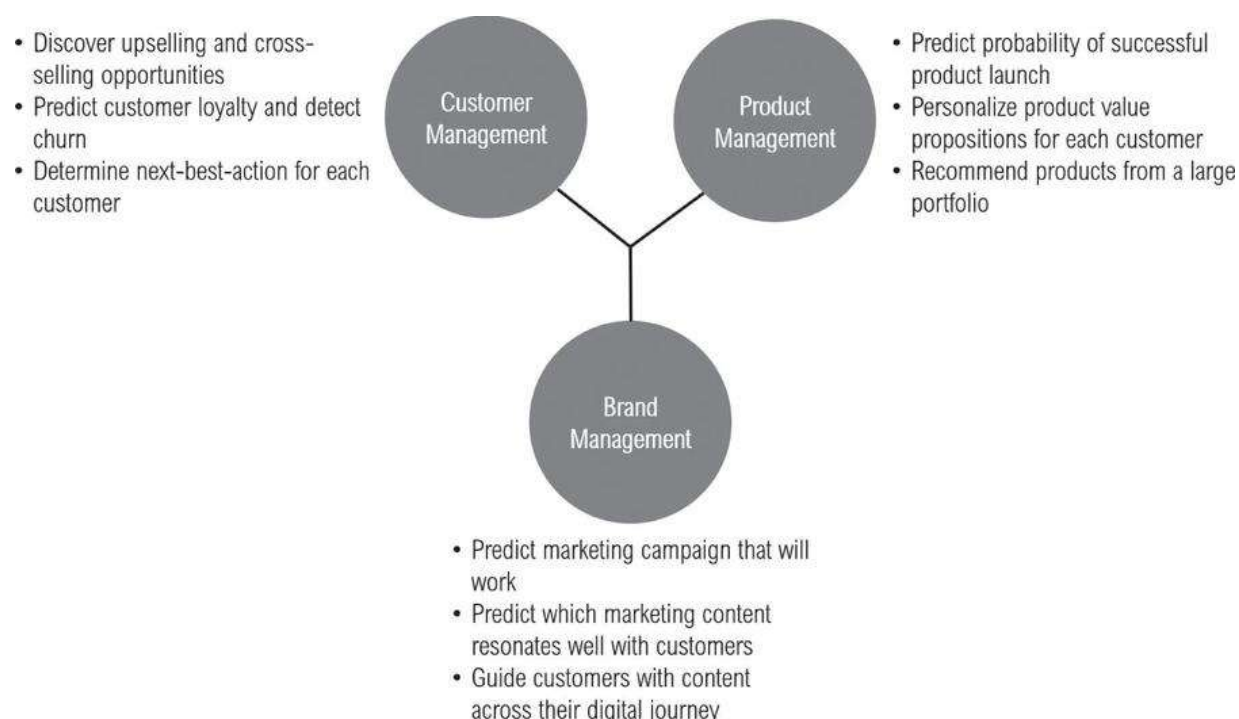 • Discover upselling and cross-
selling opportunities
• Predict customer loyalty and detect
churn
• Determine next-best-action for each
customer
Customer
Management
Product
Management
• Predict probability of successful
product launch
• Personalize product value
propositions for each customer
• Recommend products from a large
portfolio
Brand
Management
• Predict marketing campaign that will
work
• Predict which marketing content
resonates well with customers
• Guide customers with content
across their digital journey